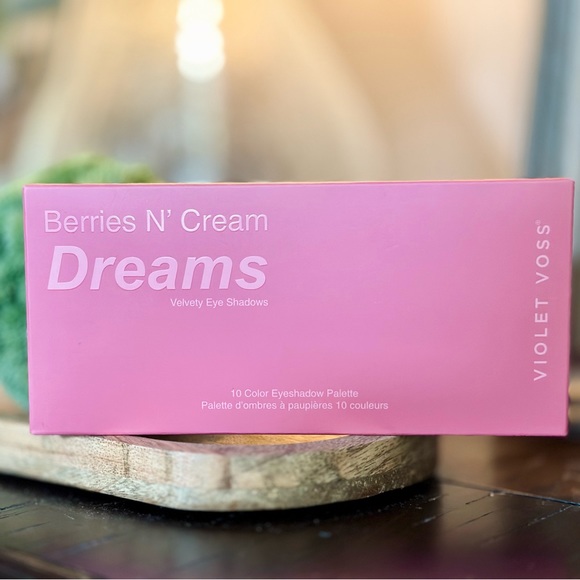 Berries N' Cream
Dreams
Velvety Eye Shadows
10 Color Eyeshadow Palette
Palette d'ombres à paupières 10 couleurs
VIOLET VOSS®